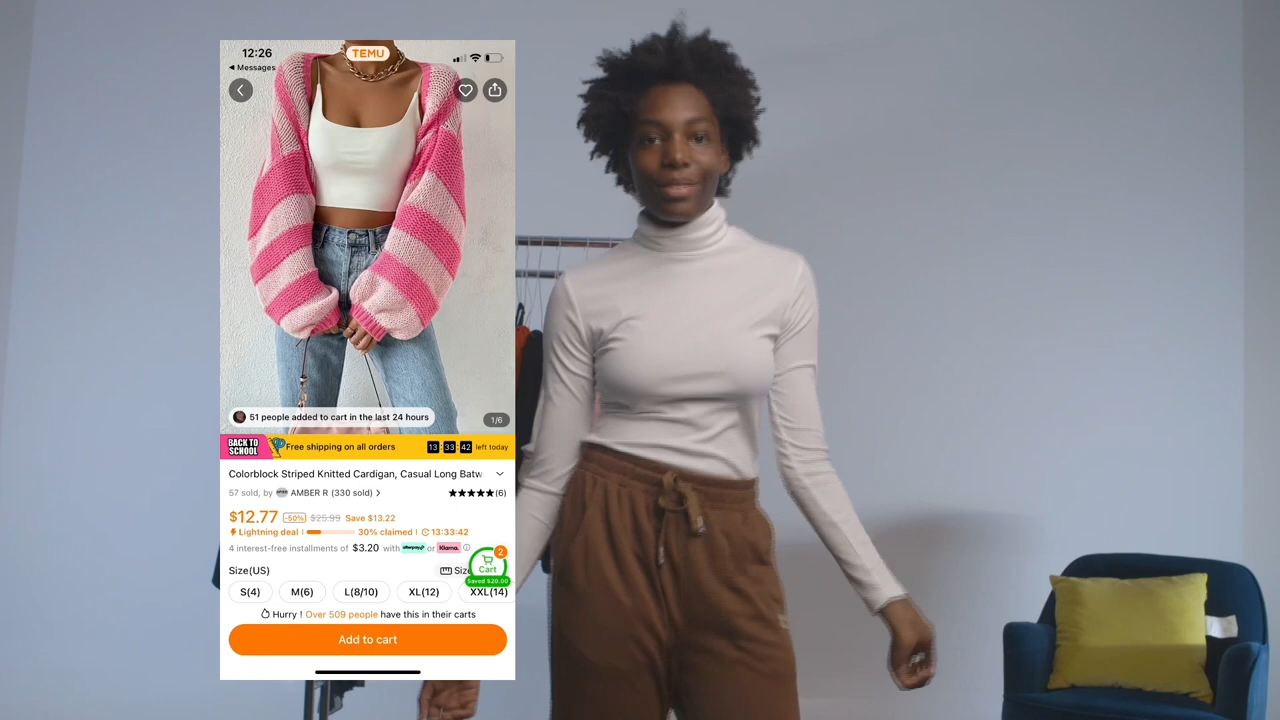 12:26
TEMU
◀ Messages
51 people added to cart in the last 24 hours
1/6
BACK TO SCHOOL
Free shipping on all orders
13:33:42 left today
Colorblock Striped Knitted Cardigan, Casual Long Batw
57 sold, by AMBER R (330 sold) >
★★★★★(6)
$12.77 -50% $25.99 Save $13.22
Lightning deal | 30% claimed | 13:33:42
4 interest-free installments of $3.20 with afterpay or Klarna.
2
Cart
Saved $20.00
Size(US)
Size
S(4) M(6) L(8/10) XL(12) XXL(14)
Hurry ! Over 509 people have this in their carts
Add to cart